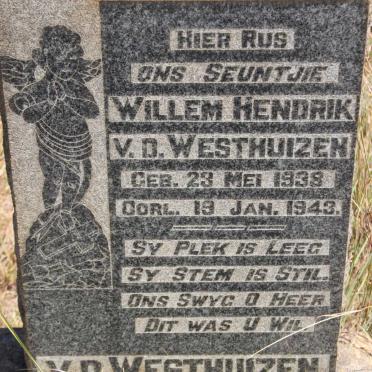 HIER RUS
ONS SEUNTJIE
WILLEM HENDRIK
V.D. WESTHUIZEN
GEB. 23 MEI 1938
OORL. 19 JAN. 1943.
SY PLEK IS LEEG
SY STEM IS STIL.
ONS SWYG O HEER
DIT WAS U WIL
V.D. WESTHUIZEN